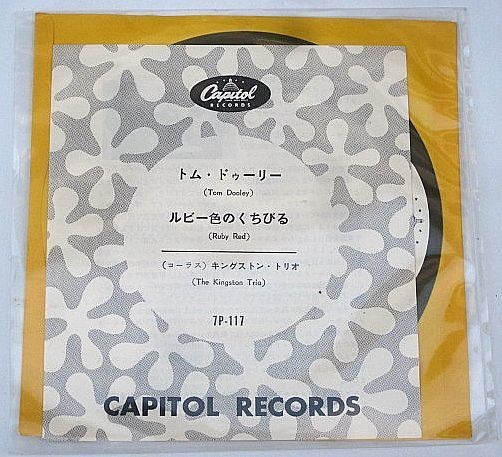 Capitol
RECORDS
トム・ドゥーリー
(Tom Dooley)
ルビー色のくちびる
(Ruby Red)
(コーラス) キングストン・トリオ
(The Kingston Trio)
7P-117
CAPITOL RECORDS